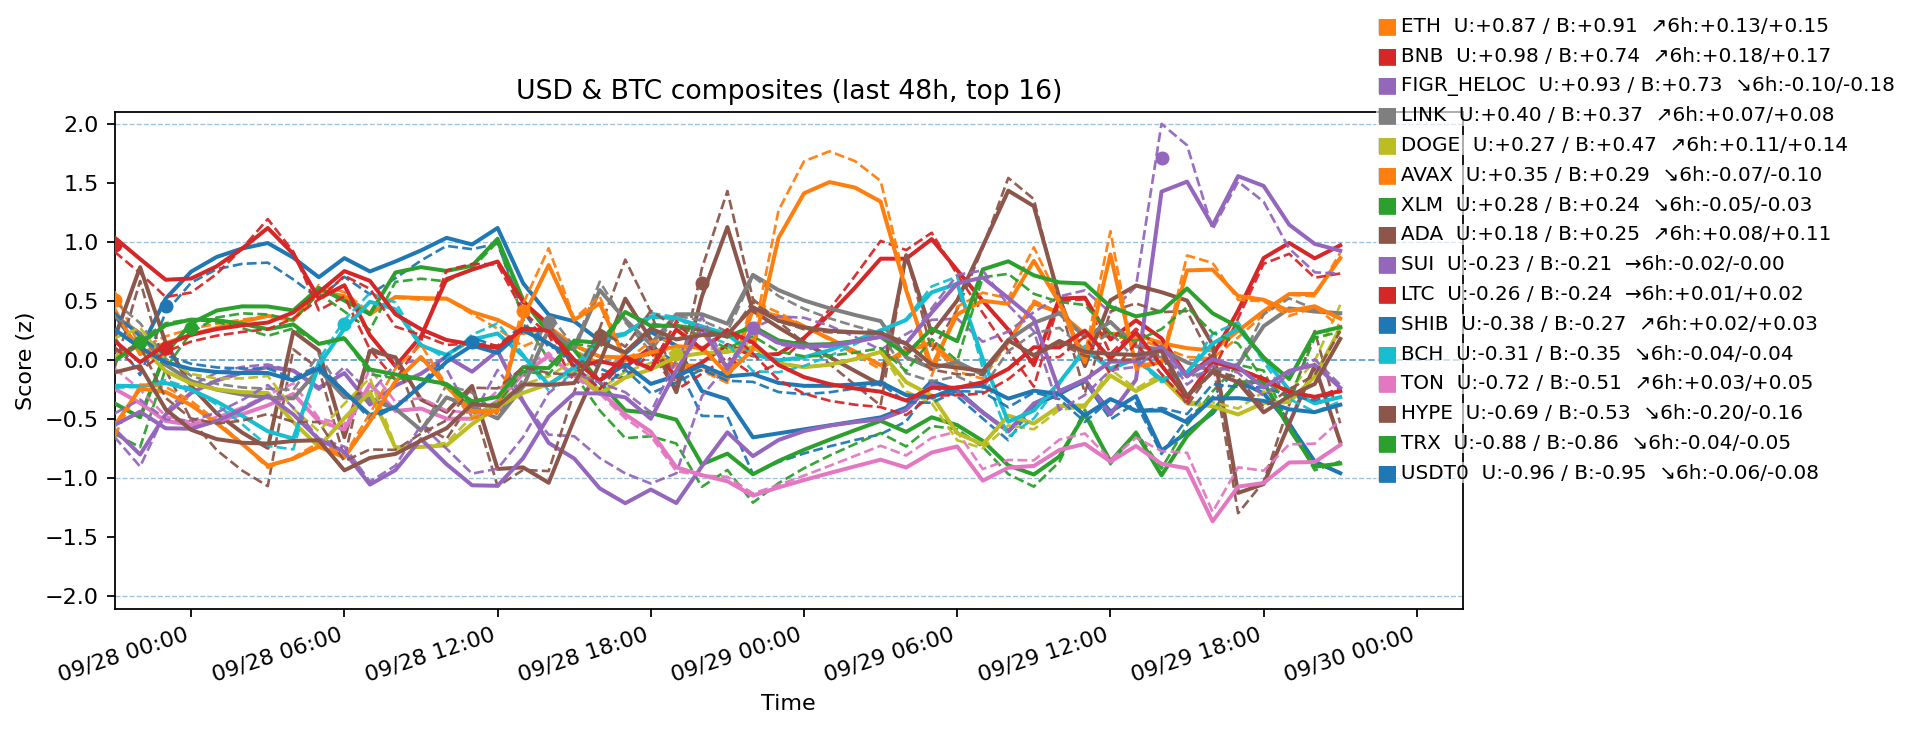 ETH U:+0.87 / B:+0.91 ↗6h:+0.13/+0.15
BNB U:+0.98 / B:+0.74 ↗6h:+0.18/+0.17
FIGR_HELOC U:+0.93 / B:+0.73 ↘6h:-0.10/-0.18
LINK U:+0.40 / B:+0.37 ↗6h:+0.07/+0.08
DOGE U:+0.27 / B:+0.47 ↗6h:+0.11/+0.14
AVAX U:+0.35 / B:+0.29 ↘6h:-0.07/-0.10
XLM U:+0.28 / B:+0.24 ↘6h:-0.05/-0.03
ADA U:+0.18 / B:+0.25 ↗6h:+0.08/+0.11
SUI U:-0.23 / B:-0.21 →6h:-0.02/-0.00
LTC U:-0.26 / B:-0.24 →6h:+0.01/+0.02
SHIB U:-0.38 / B:-0.27 ↗6h:+0.02/+0.03
BCH U:-0.31 / B:-0.35 ↘6h:-0.04/-0.04
TON U:-0.72 / B:-0.51 ↗6h:+0.03/+0.05
HYPE U:-0.69 / B:-0.53 ↘6h:-0.20/-0.16
TRX U:-0.88 / B:-0.86 ↘6h:-0.04/-0.05
USDT0 U:-0.96 / B:-0.95 ↘6h:-0.06/-0.08
USD & BTC composites (last 48h, top 16)
2.0
1.5
1.0
0.5
0.0
−0.5
−1.0
−1.5
−2.0
Score (z)
09/28 00:00
09/28 06:00
09/28 12:00
09/28 18:00
09/29 00:00
09/29 06:00
09/29 12:00
09/29 18:00
09/30 00:00
Time